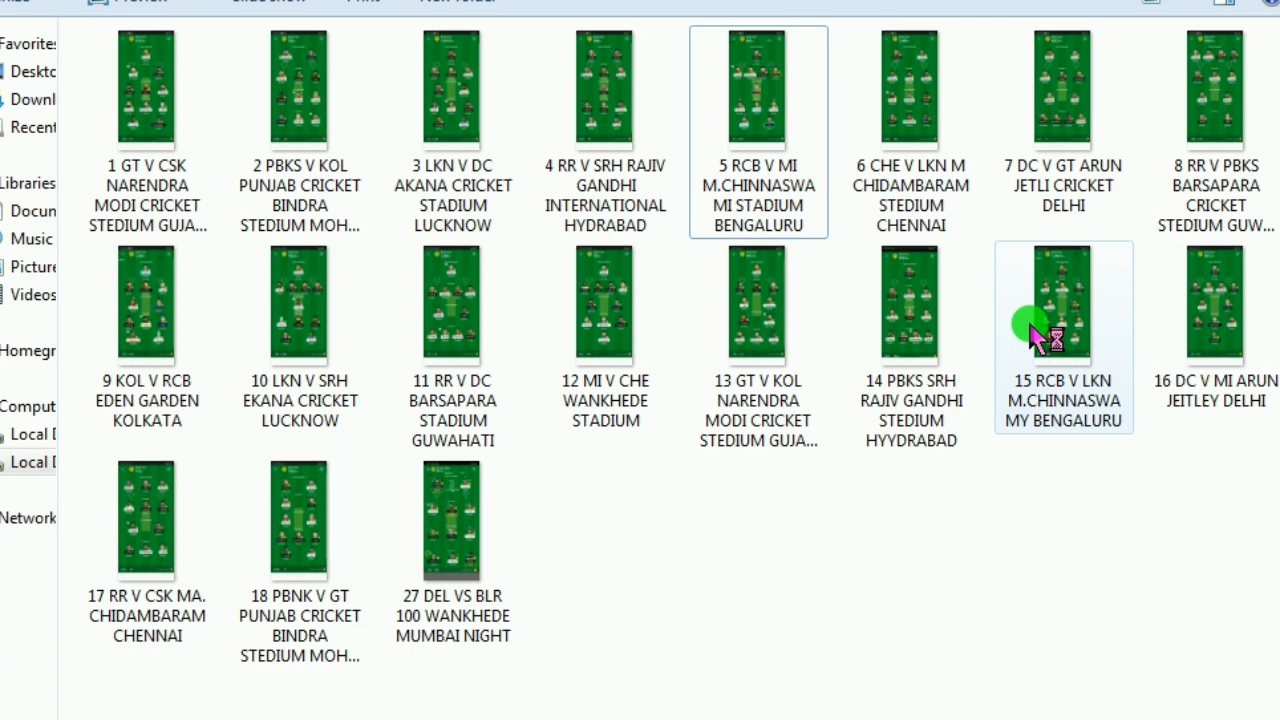 Preview
Slide show
Print
New folder
Favorites
Deskto
Downl
Recent
Libraries
Docun
Music
Picture
Videos
Homegr
Comput
Local D
Local D
Network
1 GT V CSK
NARENDRA
MODI CRICKET
STEDIUM GUJA...
2 PBKS V KOL
PUNJAB CRICKET
BINDRA
STEDIUM MOH...
3 LKN V DC
AKANA CRICKET
STADIUM
LUCKNOW
4 RR V SRH RAJIV
GANDHI
INTERNATIONAL
HYDRABAD
5 RCB V MI
M.CHINNASWA
MI STADIUM
BENGALURU
6 CHE V LKN M
CHIDAMBARAM
STEDIUM
CHENNAI
7 DC V GT ARUN
JETLI CRICKET
DELHI
8 RR V PBKS
BARSAPARA
CRICKET
STEDIUM GUW...
9 KOL V RCB
EDEN GARDEN
KOLKATA
10 LKN V SRH
EKANA CRICKET
LUCKNOW
11 RR V DC
BARSAPARA
STADIUM
GUWAHATI
12 MI V CHE
WANKHEDE
STADIUM
13 GT V KOL
NARENDRA
MODI CRICKET
STEDIUM GUJA...
14 PBKS SRH
RAJIV GANDHI
STEDIUM
HYYDRABAD
15 RCB V LKN
M.CHINNASWA
MY BENGALURU
16 DC V MI ARUN
JEITLEY DELHI
17 RR V CSK MA.
CHIDAMBARAM
CHENNAI
18 PBNK V GT
PUNJAB CRICKET
BINDRA
STEDIUM MOH...
27 DEL VS BLR
100 WANKHEDE
MUMBAI NIGHT